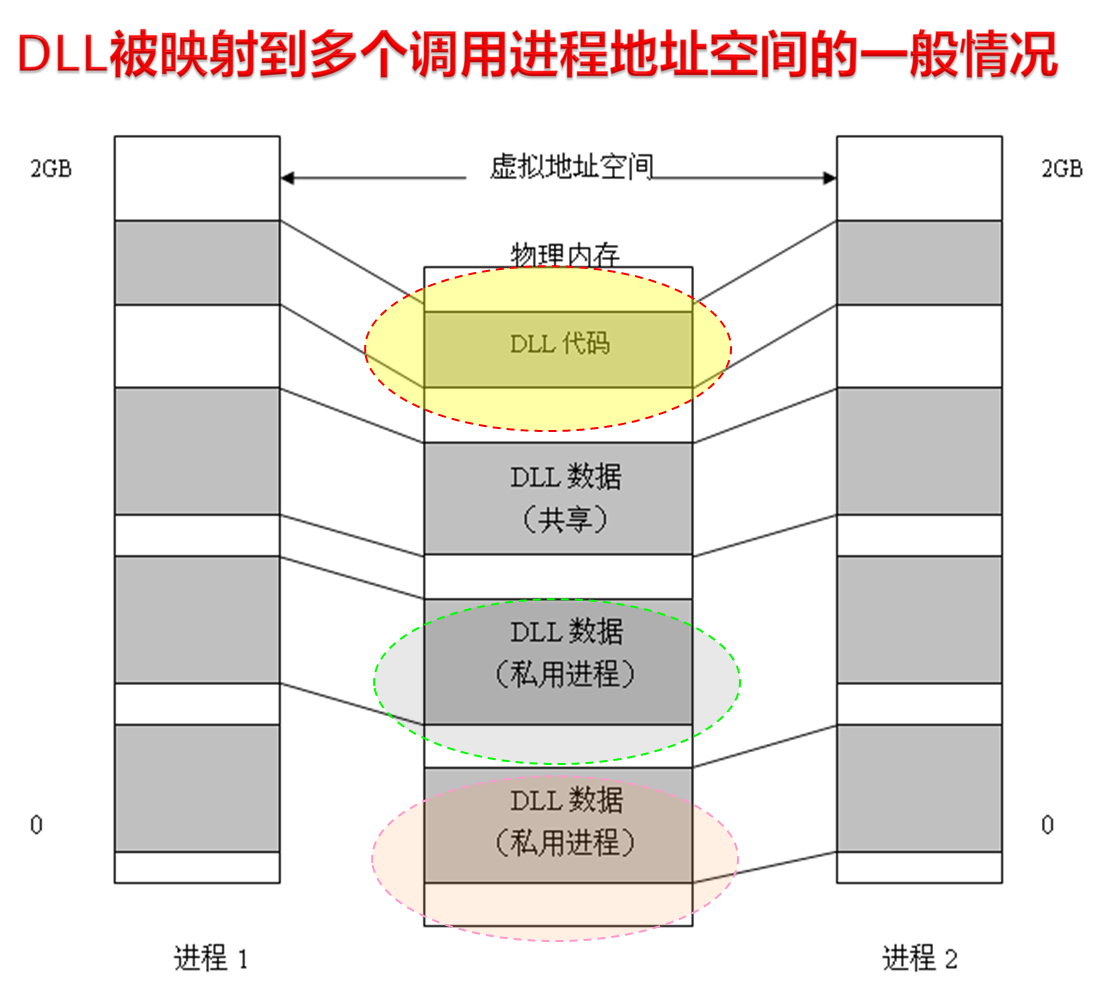 DLL被映射到多个调用进程地址空间的一般情况
2GB
虚拟地址空间
2GB
物理内存
DLL 代码
DLL 数据
（共享）
DLL 数据
（私用进程）
DLL 数据
（私用进程）
0
0
进程 1
进程 2